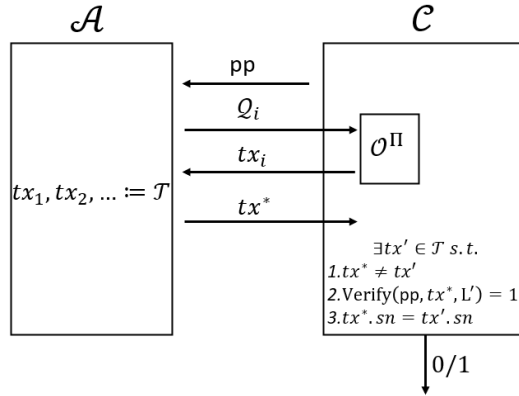 𝒜
𝒞
pp
𝒬ᵢ
𝒪^Π
txᵢ
tx₁, tx₂, … := 𝒯
tx*
∃tx′ ∈ 𝒯 s.t.
1.tx* ≠ tx′
2.Verify(pp, tx*, L′) = 1
3.tx*.sn = tx′.sn
0/1